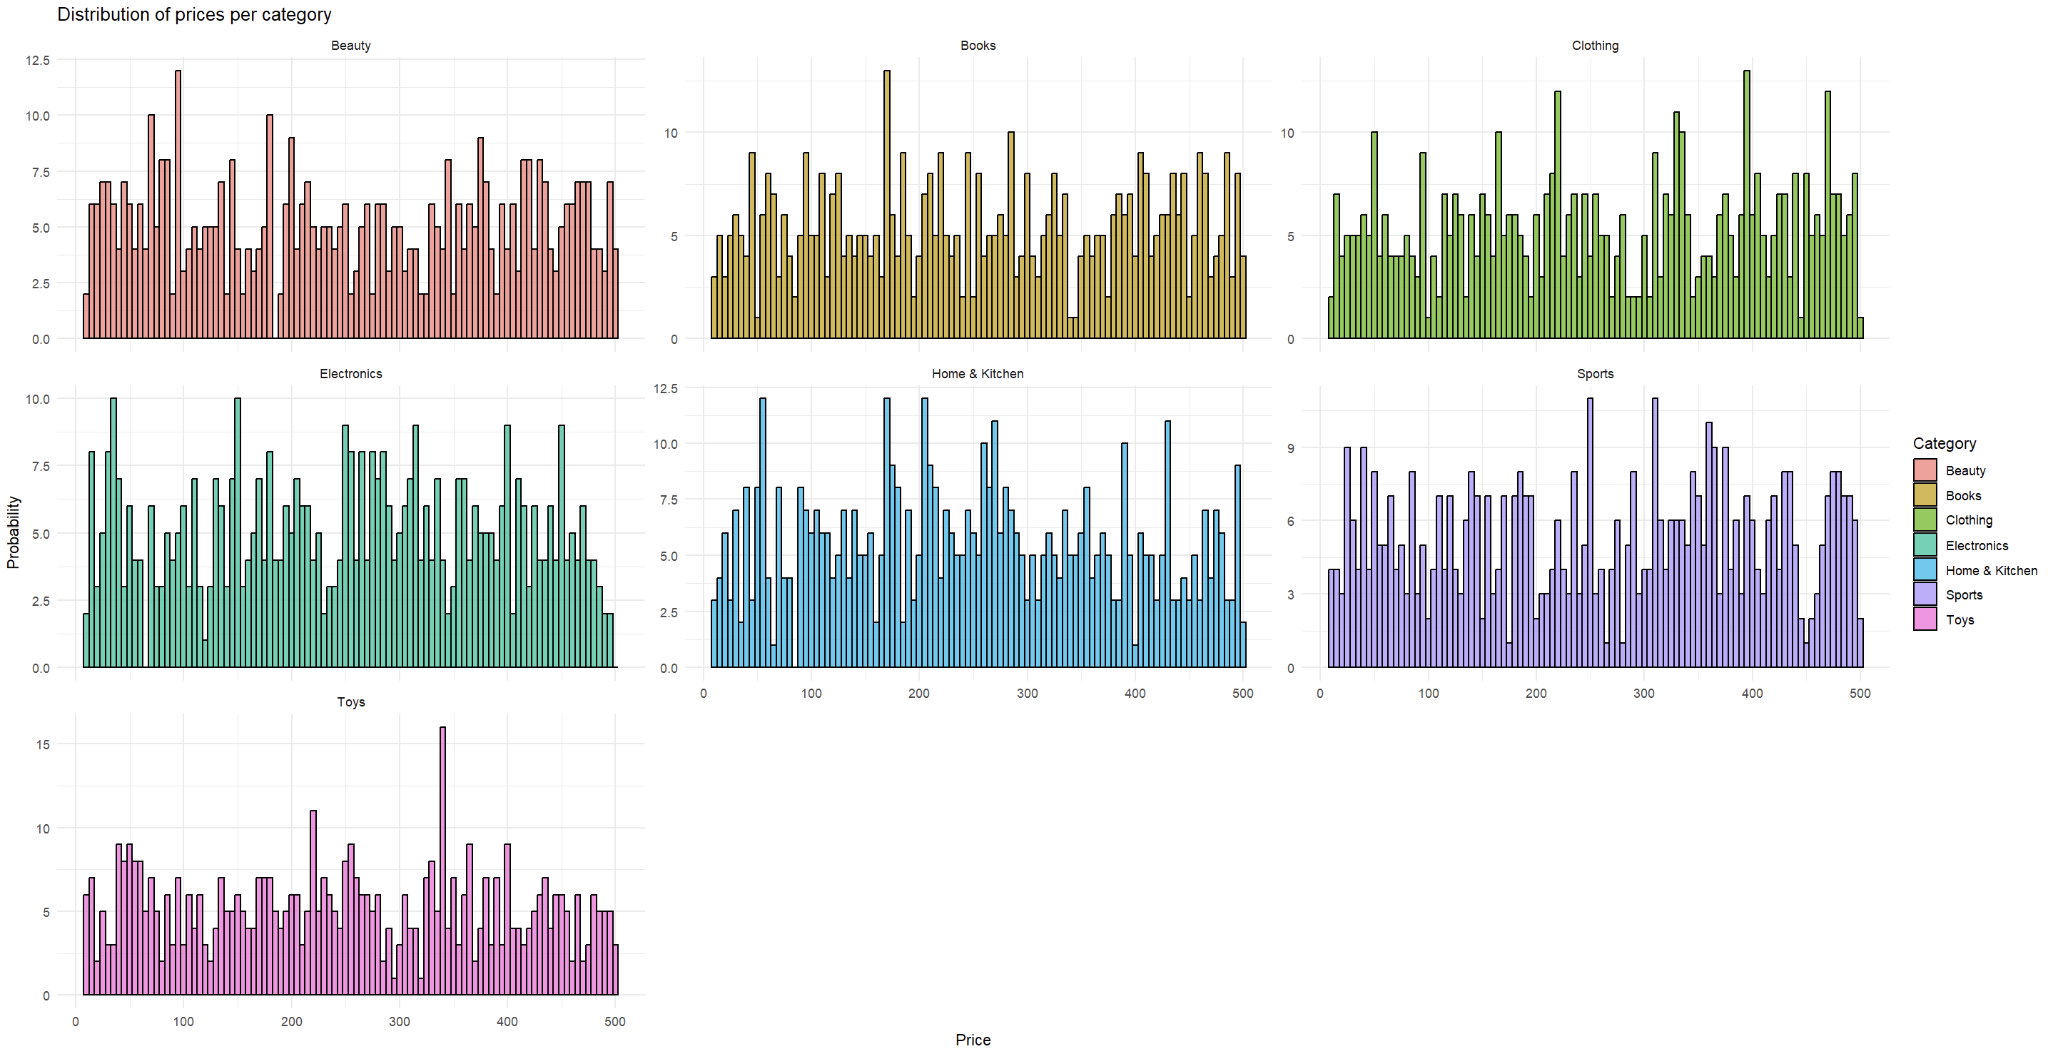 Distribution of prices per category
Beauty
Books
Clothing
12.5
10.0
7.5
5.0
2.5
0.0
10
5
0
10
5
0
Electronics
Home & Kitchen
Sports
10.0
7.5
5.0
2.5
0.0
12.5
10.0
7.5
5.0
2.5
0.0
9
6
3
0
0 100 200 300 400 500
0 100 200 300 400 500
Toys
15
10
5
0
0 100 200 300 400 500
Probability
Price
Category
Beauty
Books
Clothing
Electronics
Home & Kitchen
Sports
Toys